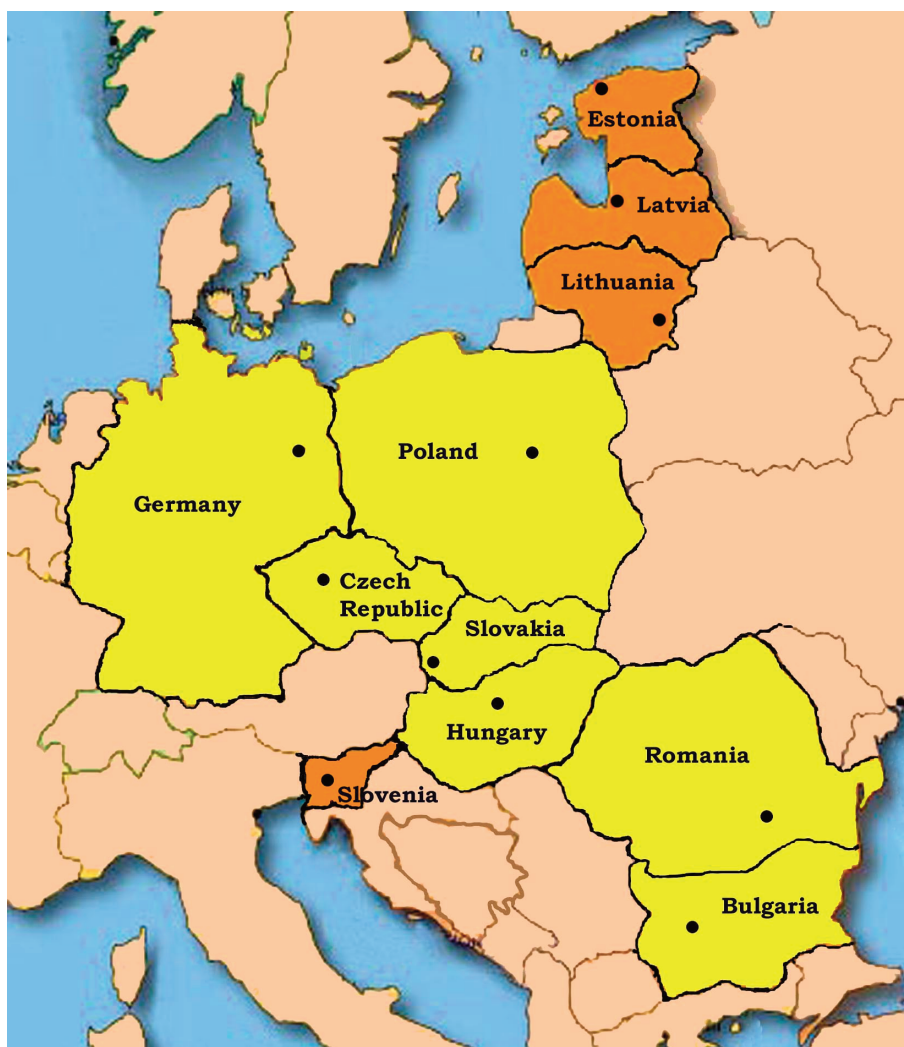 Estonia
Latvia
Lithuania
Poland
Germany
Czech
Republic
Slovakia
Hungary
Romania
Slovenia
Bulgaria